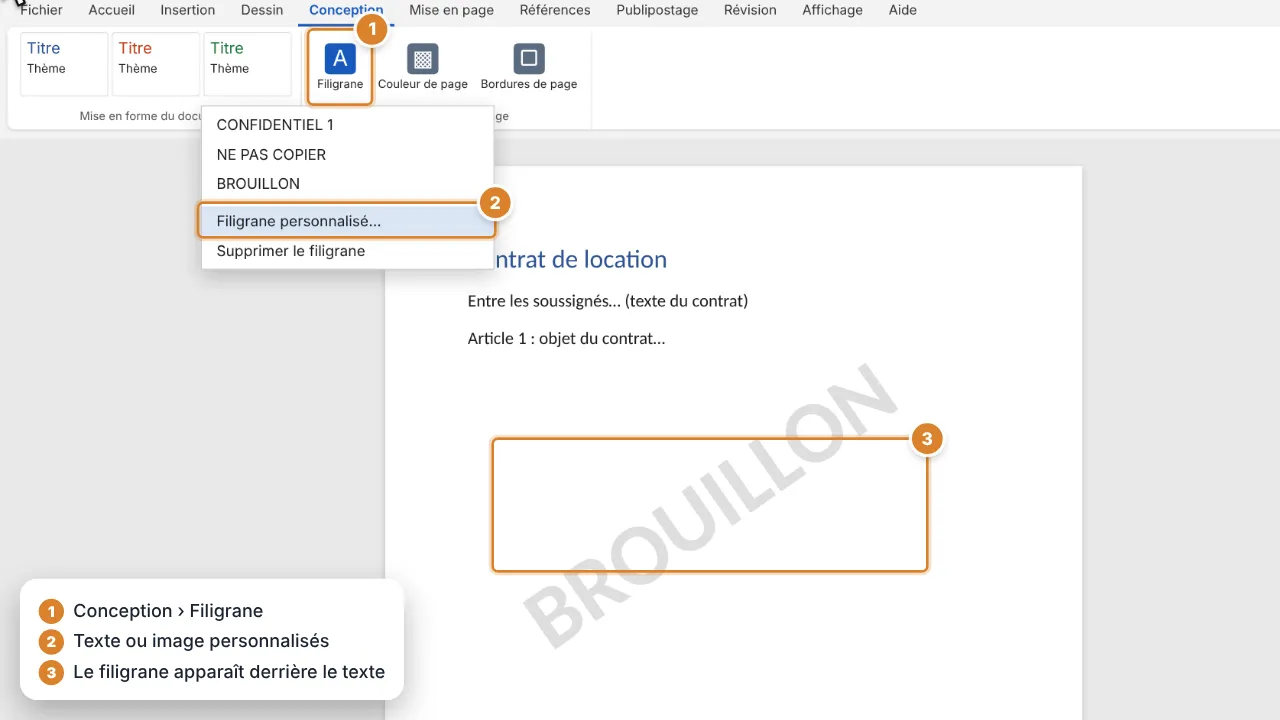 Fichier Accueil Insertion Dessin Conception Mise en page Références Publipostage Révision Affichage Aide
1
Titre Titre Titre
Thème Thème Thème
A
Filigrane Couleur de page Bordures de page
Mise en forme du docu
ge
CONFIDENTIEL 1
NE PAS COPIER
BROUILLON
2
Filigrane personnalisé...
Supprimer le filigrane
ntrat de location
Entre les soussignés... (texte du contrat)
Article 1 : objet du contrat...
3
BROUILLON
1 Conception › Filigrane
2 Texte ou image personnalisés
3 Le filigrane apparaît derrière le texte